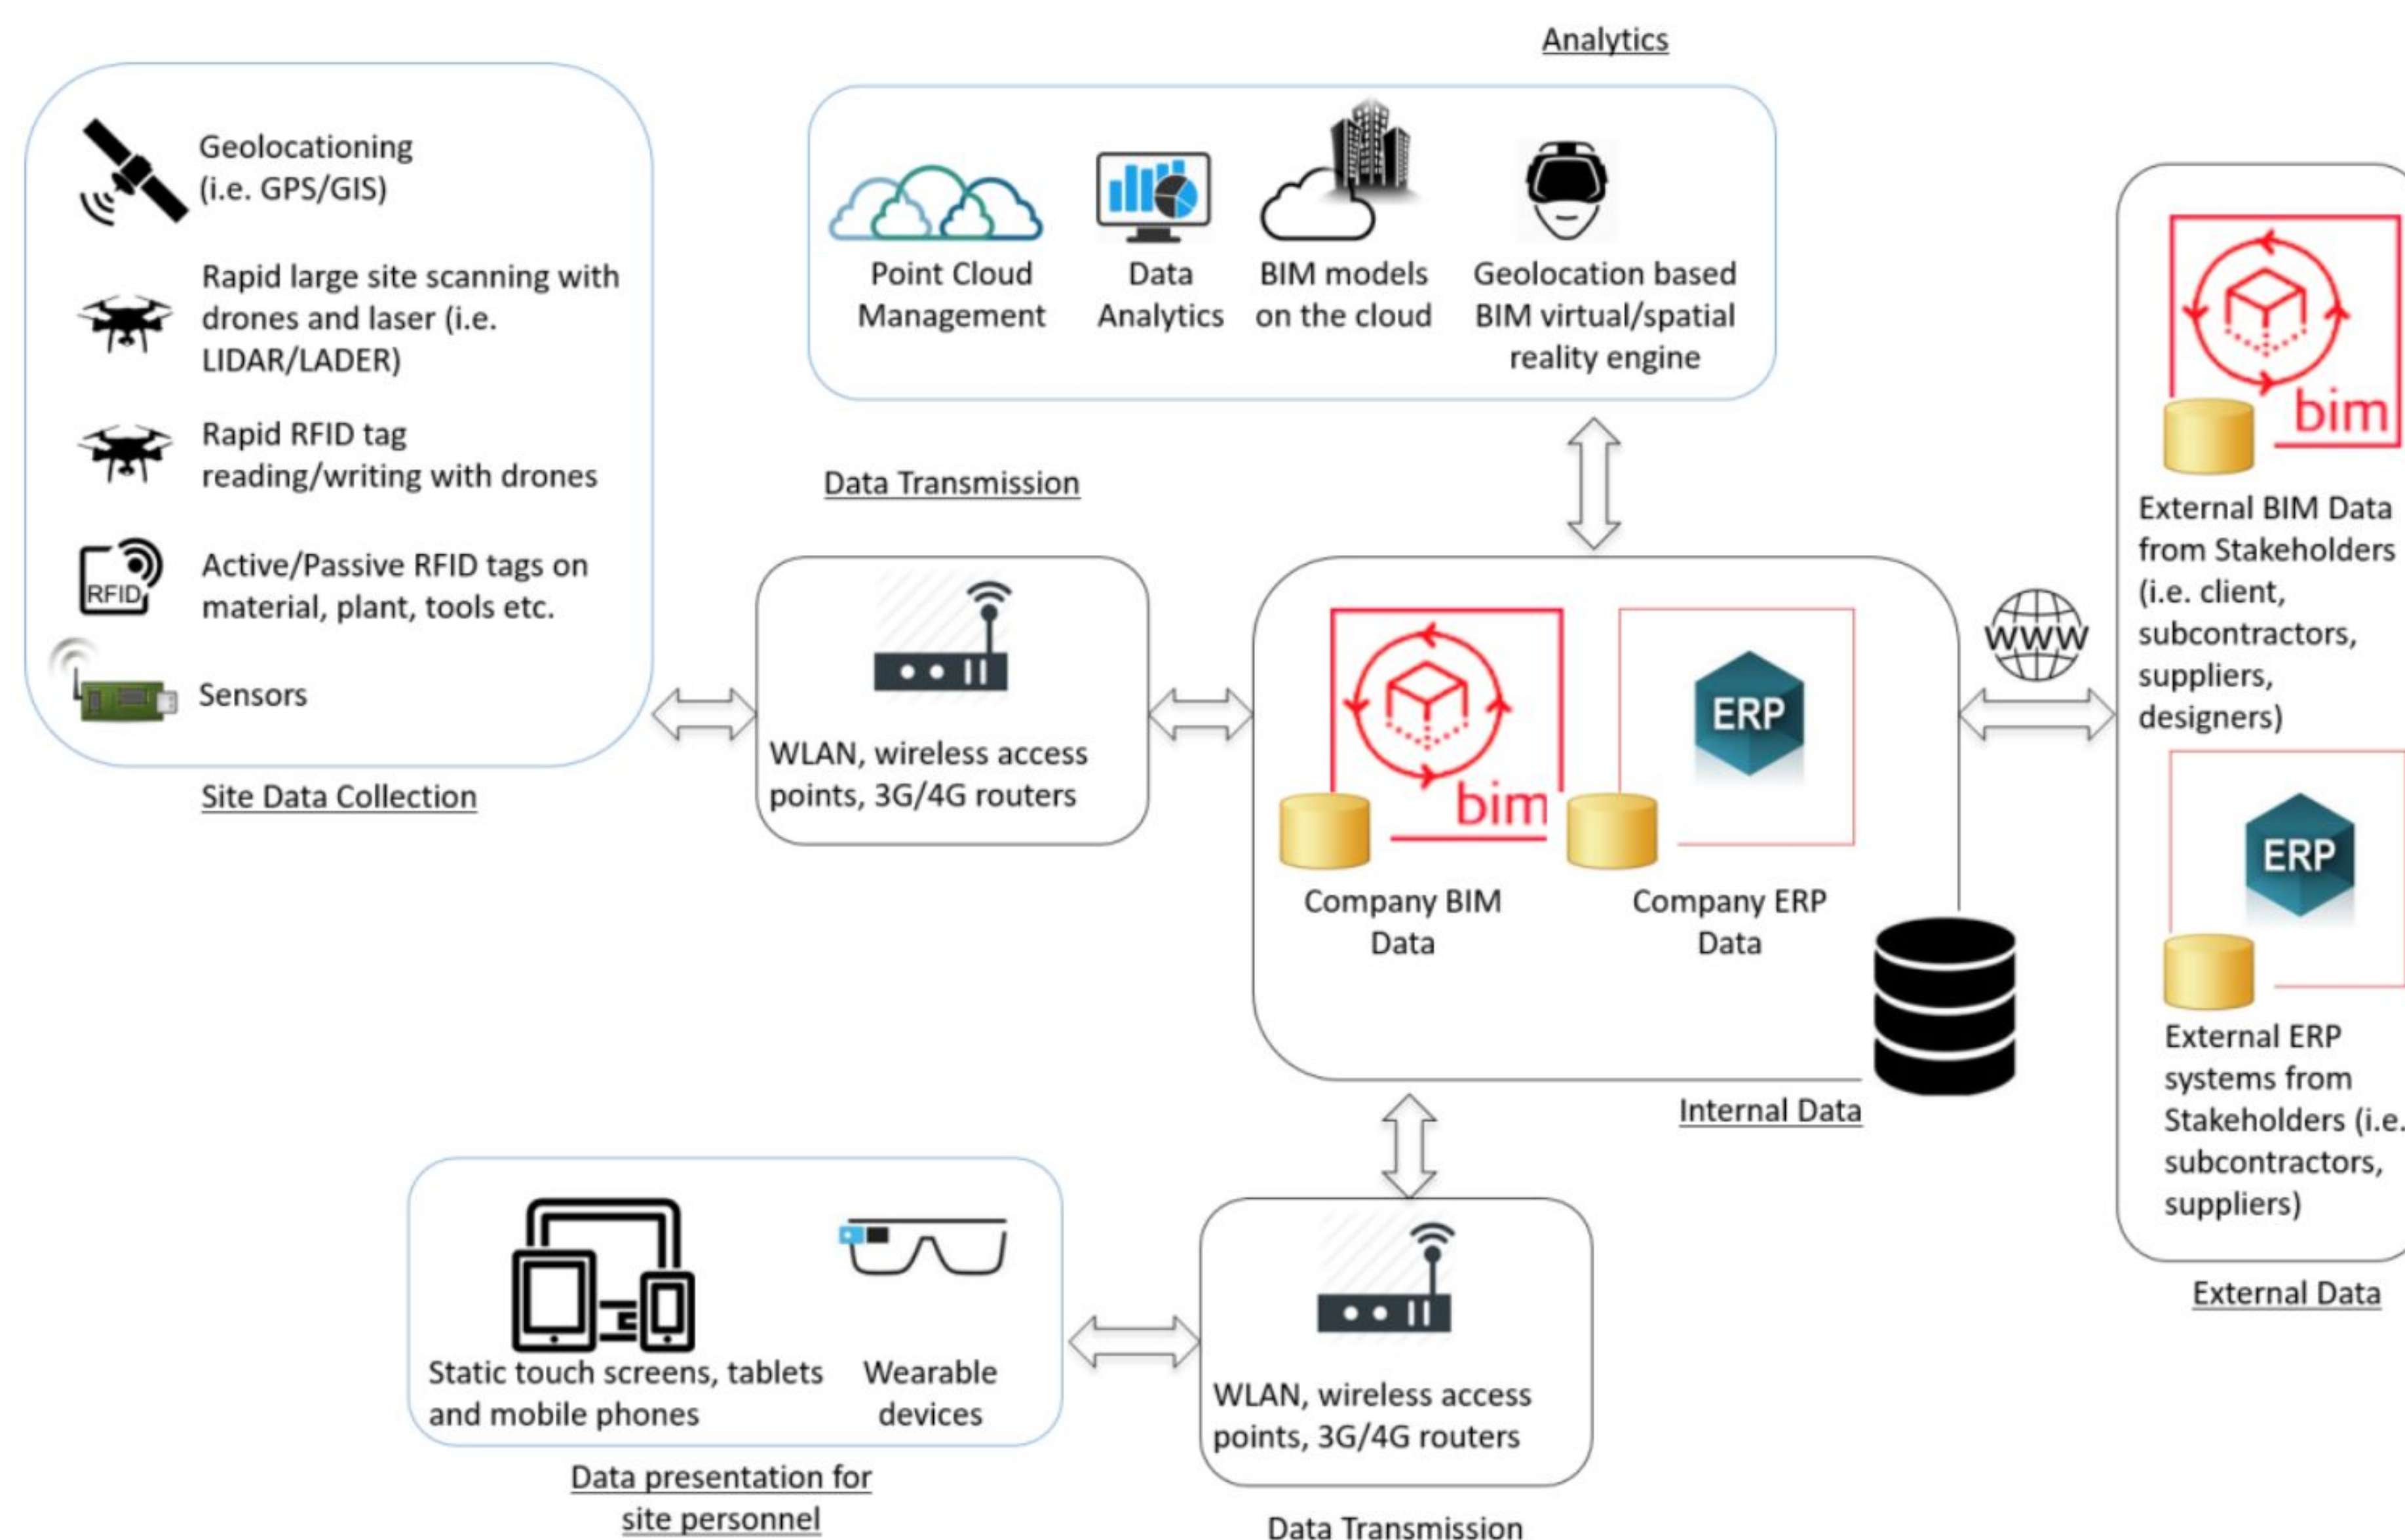 Analytics
Geolocationing
(i.e. GPS/GIS)
Rapid large site scanning with
drones and laser (i.e.
LIDAR/LADER)
Rapid RFID tag
reading/writing with drones
RFID
Active/Passive RFID tags on
material, plant, tools etc.
Sensors
Site Data Collection
Point Cloud
Management
Data
Analytics
BIM models
on the cloud
Geolocation based
BIM virtual/spatial
reality engine
Data Transmission
WLAN, wireless access
points, 3G/4G routers
bim
Company BIM
Data
ERP
Company ERP
Data
Internal Data
WWW
bim
External BIM Data
from Stakeholders
(i.e. client,
subcontractors,
suppliers,
designers)
ERP
External ERP
systems from
Stakeholders (i.e.
subcontractors,
suppliers)
External Data
Static touch screens, tablets
and mobile phones
Wearable
devices
Data presentation for
site personnel
WLAN, wireless access
points, 3G/4G routers
Data Transmission